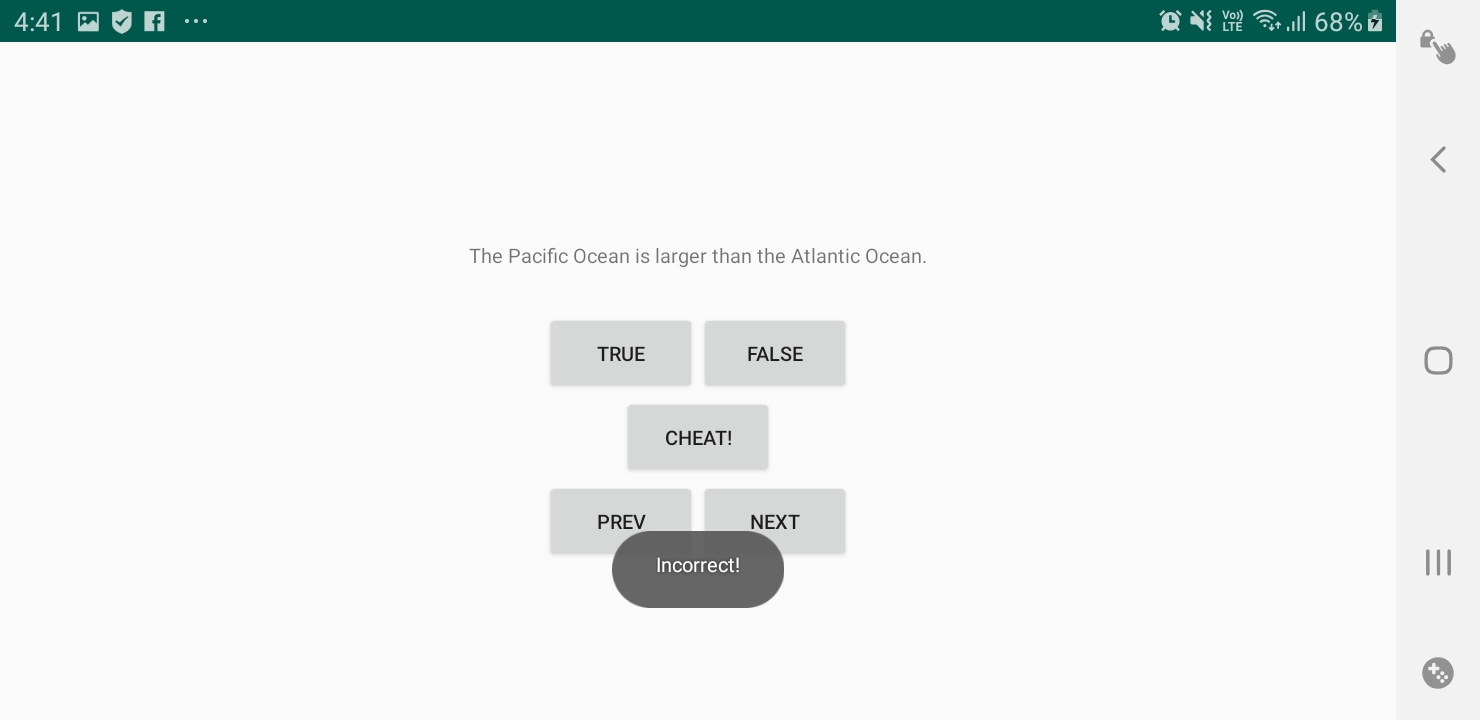 4:41
Vo)) LTE 68%
The Pacific Ocean is larger than the Atlantic Ocean.
TRUE FALSE
CHEAT!
PREV NEXT
Incorrect!